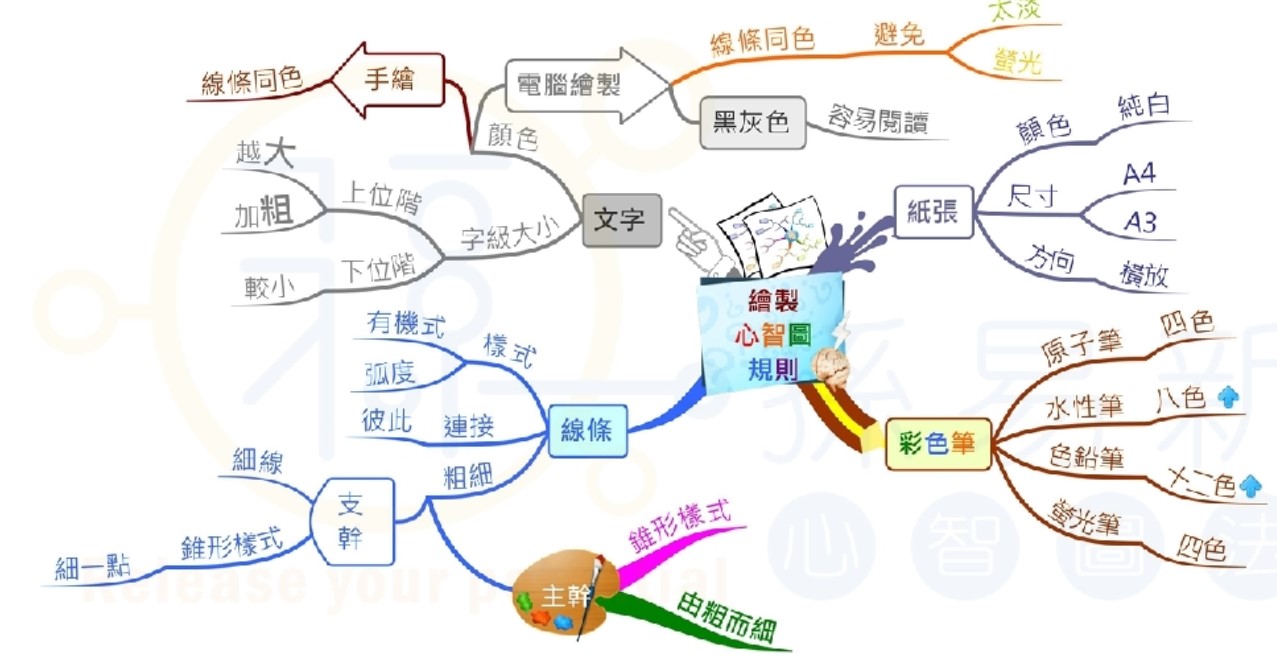 繪製
心智圖
規則
紙張
顏色
純白
尺寸
A4
A3
方向
橫放
彩色筆
原子筆
四色
水性筆
八色
色鉛筆
十二色
螢光筆
四色
線條
樣式
有機式
弧度
連接
彼此
粗細
支
幹
細線
錐形樣式
細一點
主幹
錐形樣式
由粗而細
文字
顏色
手繪
線條同色
電腦繪製
線條同色
避免
太淡
螢光
黑灰色
容易閱讀
字級大小
上位階
越大
加粗
下位階
較小
孫易新
心智圖法
Release your potential